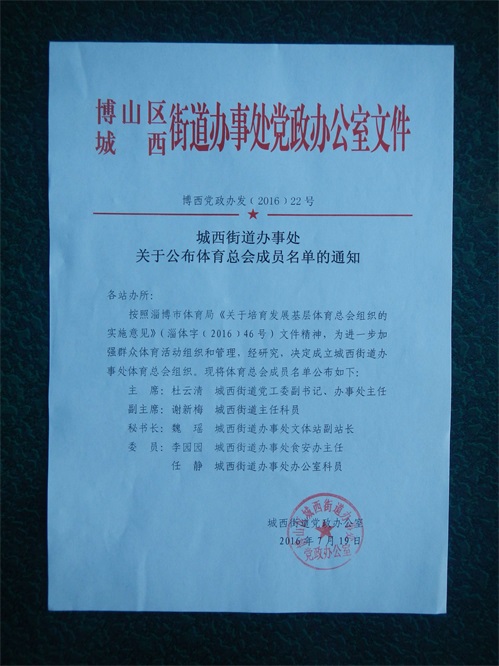 博山区
城西
街道办事处党政办公室文件
博西党政办发﹝2016﹞22号
城西街道办事处
关于公布体育总会成员名单的通知
各站办所：
按照淄博市体育局《关于培育发展基层体育总会组织的
实施意见》(淄体字﹝2016﹞46号)文件精神，为进一步加
强群众体育活动组织和管理，经研究，决定成立城西街道办
事处体育总会组织。现将体育总会成员名单公布如下：
主 席：杜云清 城西街道党工委副书记、办事处主任
副主席：谢新梅 城西街道主任科员
秘书长：魏 瑶 城西街道办事处文体站副站长
委 员：李园园 城西街道办事处食安办主任
任 静 城西街道办事处办公室科员
城西街道党政办公室
2016年7月19日
党政办公室